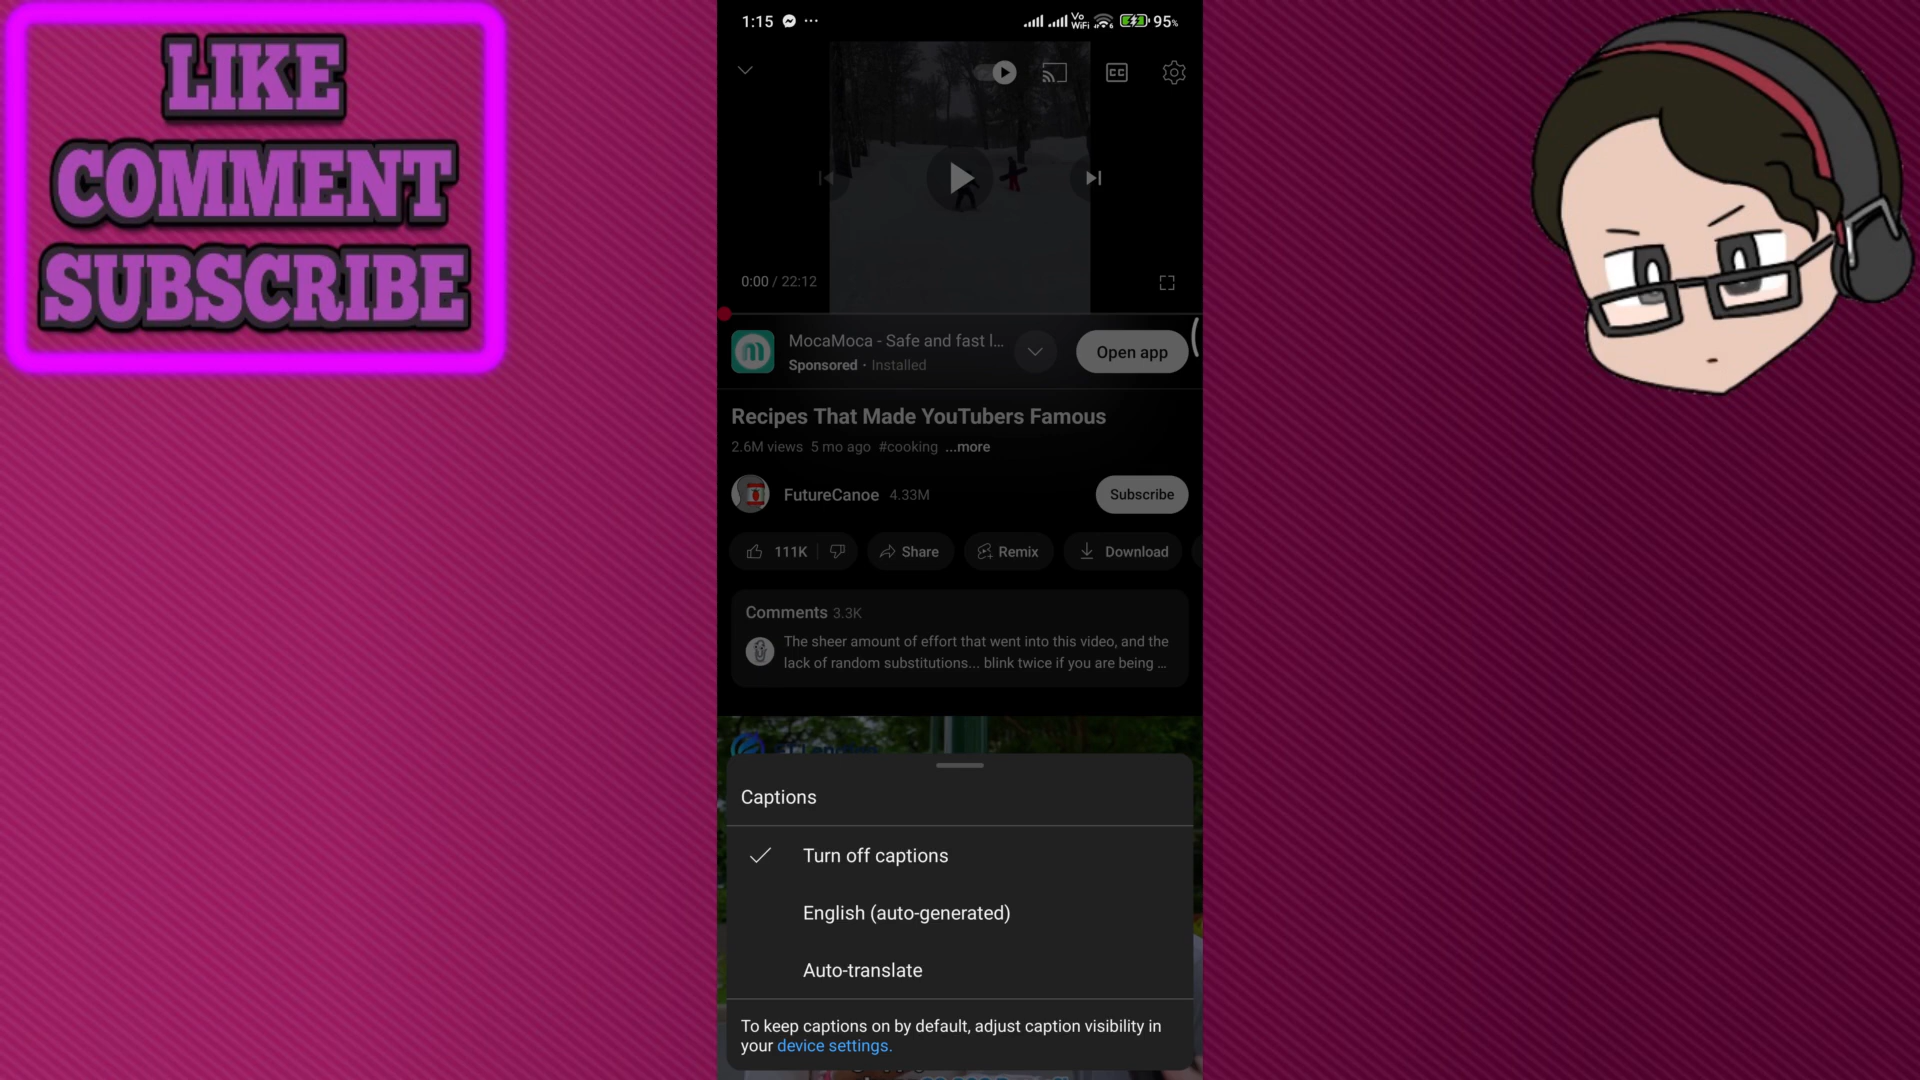 LIKE
COMMENT
SUBSCRIBE
1:15 ... Vo WiFi 6 95%
CC
0:00 / 22:12
MocaMoca - Safe and fast l...
Sponsored · Installed
Open app
Recipes That Made YouTubers Famous
2.6M views 5 mo ago #cooking ...more
FutureCanoe 4.33M
Subscribe
111K Share Remix Download
Comments 3.3K
The sheer amount of effort that went into this video, and the
lack of random substitutions... blink twice if you are being ...
Captions
Turn off captions
English (auto-generated)
Auto-translate
To keep captions on by default, adjust caption visibility in
your device settings.